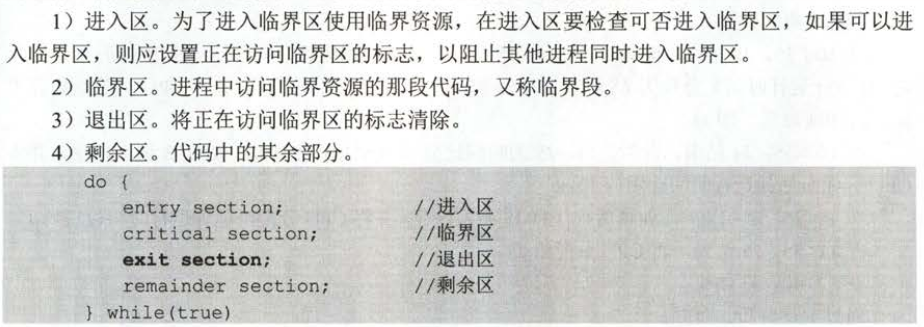 1）进入区。为了进入临界区使用临界资源，在进入区要检查可否进入临界区，如果可以进
入临界区，则应设置正在访问临界区的标志，以阻止其他进程同时进入临界区。
2）临界区。进程中访问临界资源的那段代码，又称临界段。
3）退出区。将正在访问临界区的标志清除。
4）剩余区。代码中的其余部分。
do {
entry section; //进入区
critical section; //临界区
exit section; //退出区
remainder section; //剩余区
} while(true)